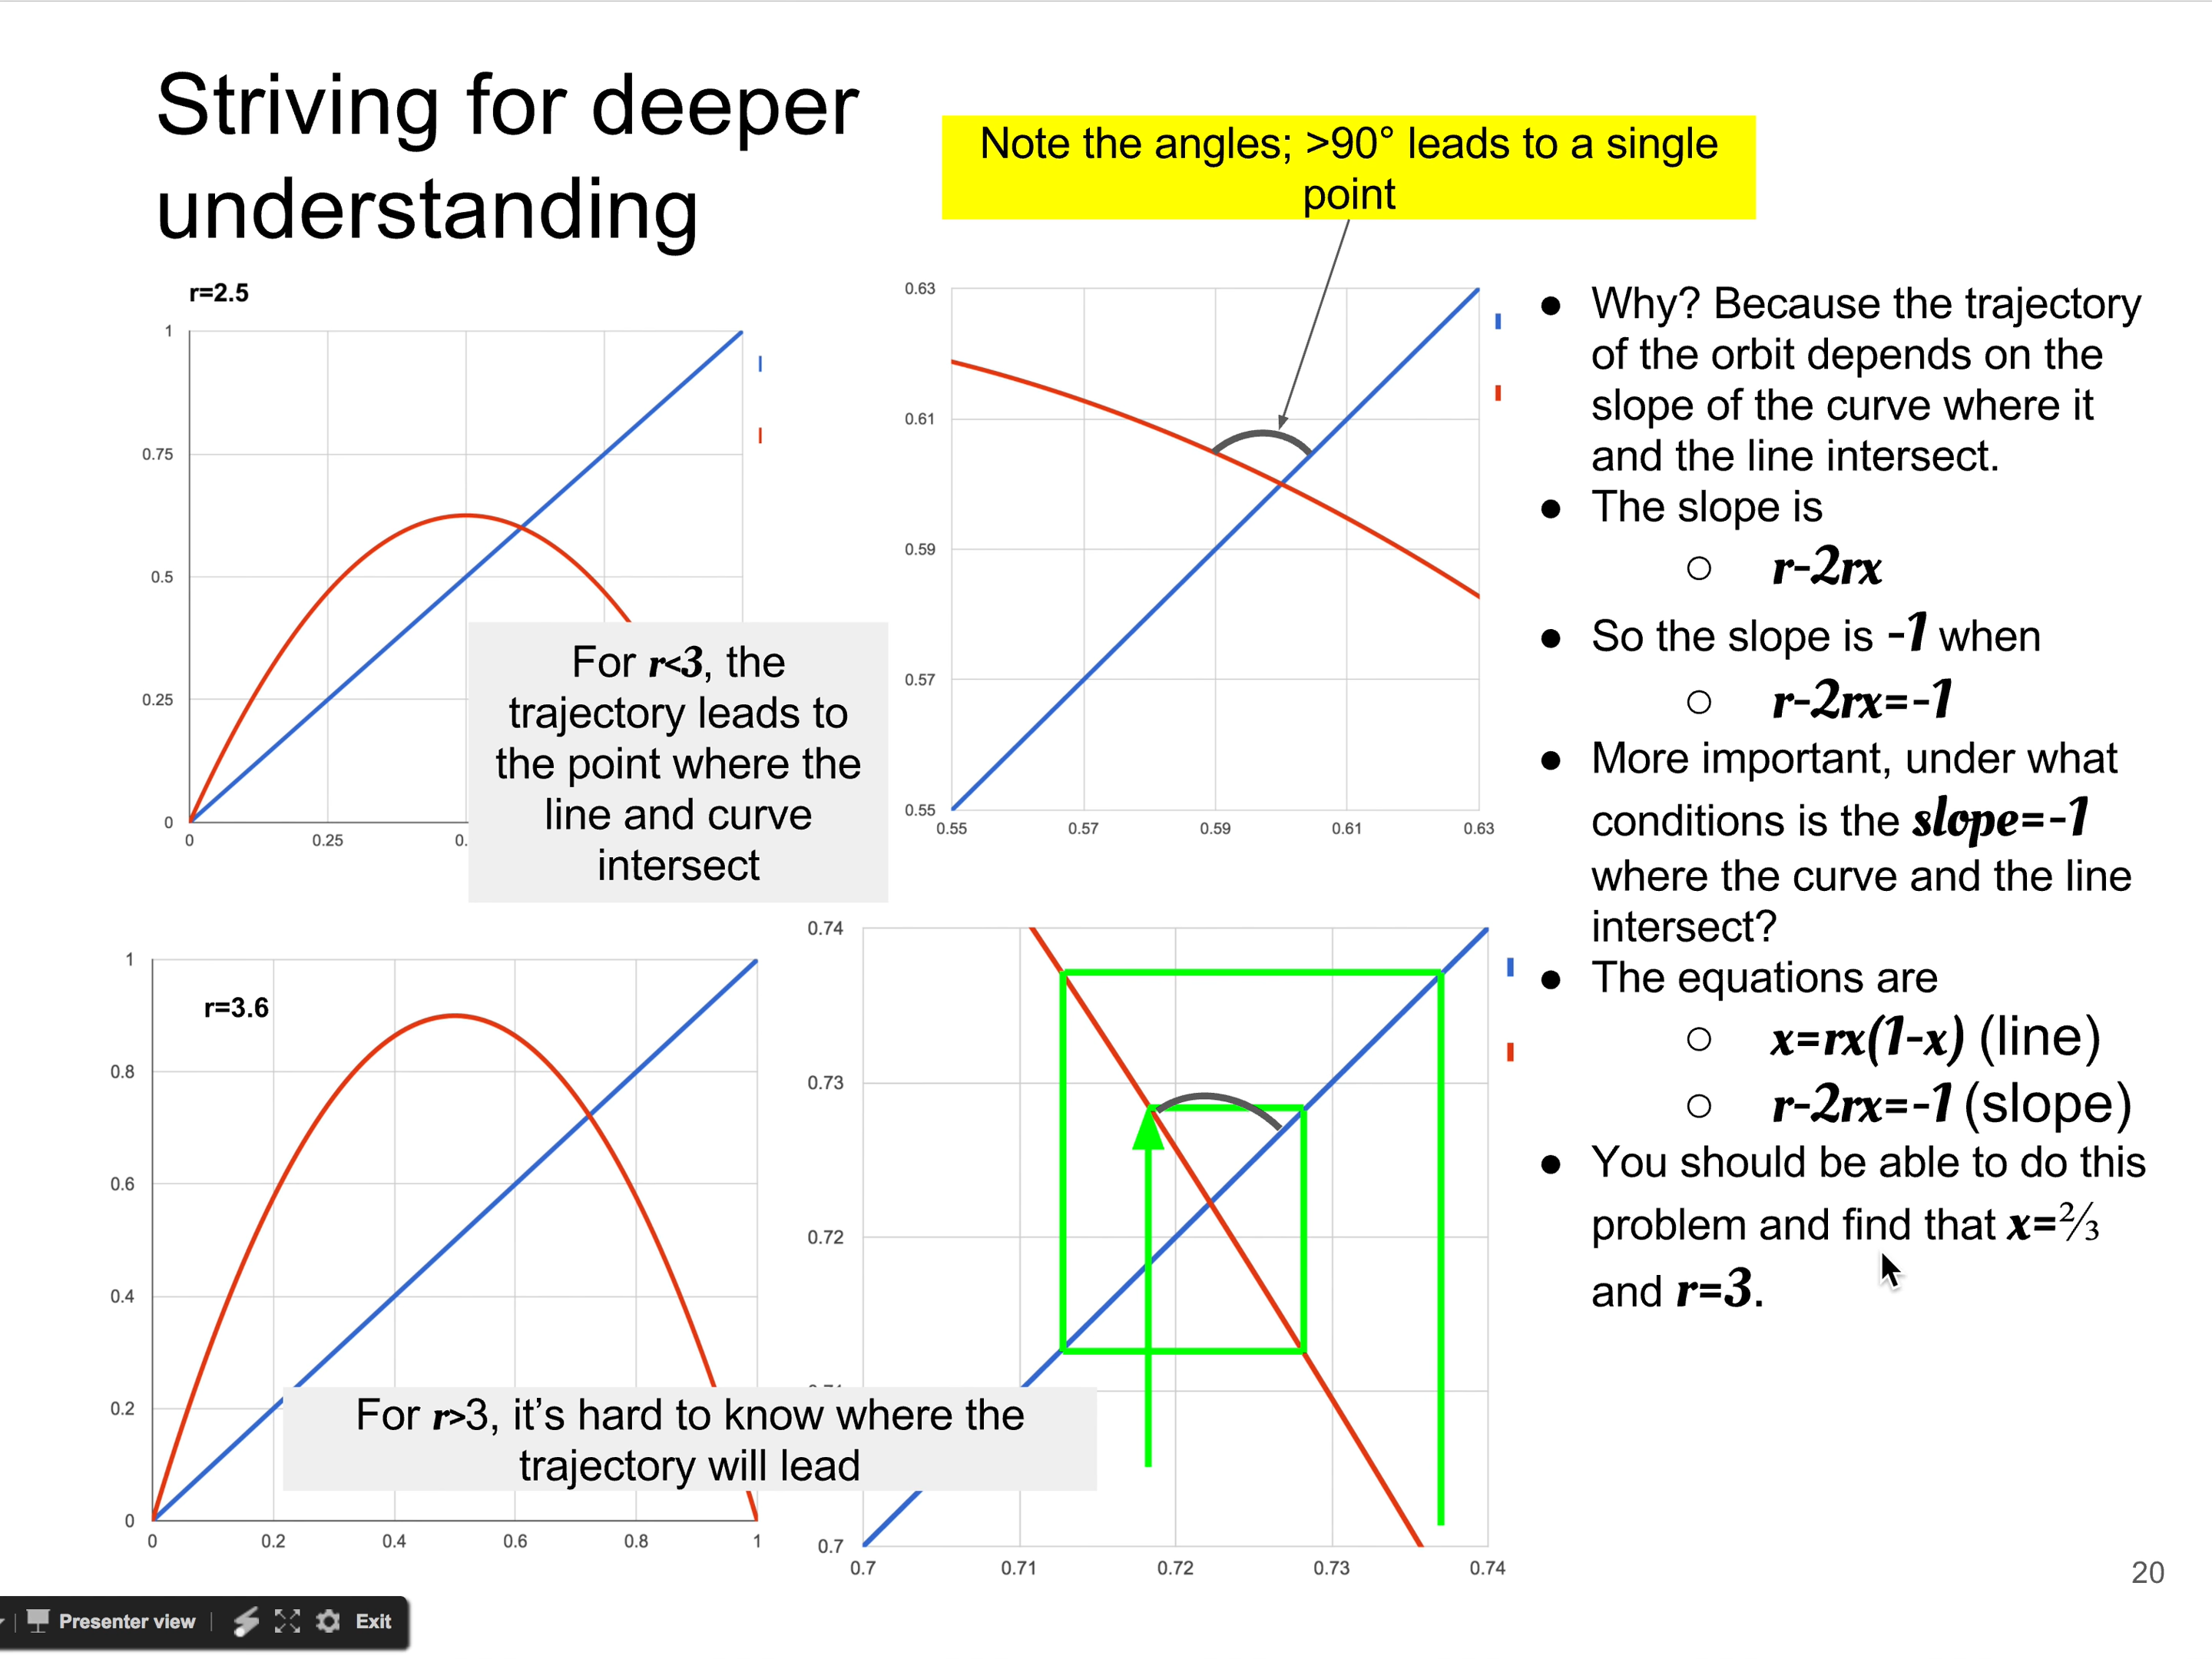 Striving for deeper
understanding
Note the angles; >90° leads to a single
point
r=2.5
1
0.75
0.5
0.25
0
0
0.25
0.
For r<3, the
trajectory leads to
the point where the
line and curve
intersect
0.63
0.61
0.59
0.57
0.55
0.55
0.57
0.59
0.61
0.63
● Why? Because the trajectory
of the orbit depends on the
slope of the curve where it
and the line intersect.
● The slope is
○ r-2rx
● So the slope is -1 when
○ r-2rx=-1
● More important, under what
conditions is the slope=-1
where the curve and the line
intersect?
● The equations are
○ x=rx(1-x) (line)
○ r-2rx=-1 (slope)
● You should be able to do this
problem and find that x=⅔
and r=3.
r=3.6
1
0.8
0.6
0.4
0.2
0
0
0.2
0.4
0.6
0.8
1
For r>3, it's hard to know where the
trajectory will lead
0.74
0.73
0.72
0.7
0.7
0.71
0.72
0.73
0.74
20
Presenter view
Exit